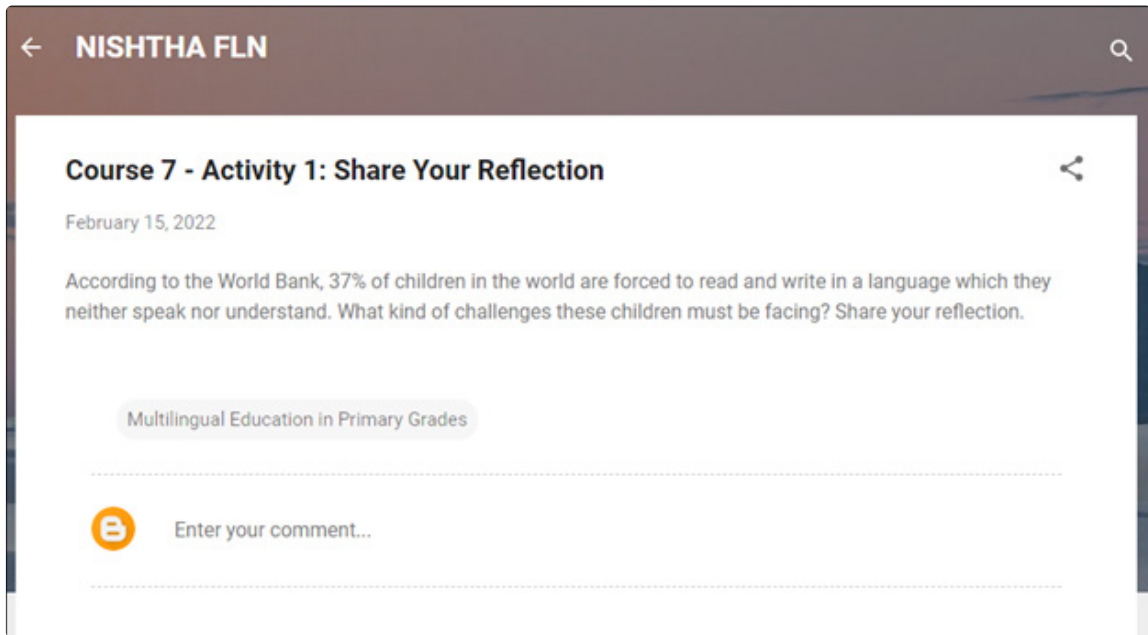 NISHTHA FLN
Course 7 - Activity 1: Share Your Reflection
February 15, 2022
According to the World Bank, 37% of children in the world are forced to read and write in a language which they
neither speak nor understand. What kind of challenges these children must be facing? Share your reflection.
Multilingual Education in Primary Grades
Enter your comment...